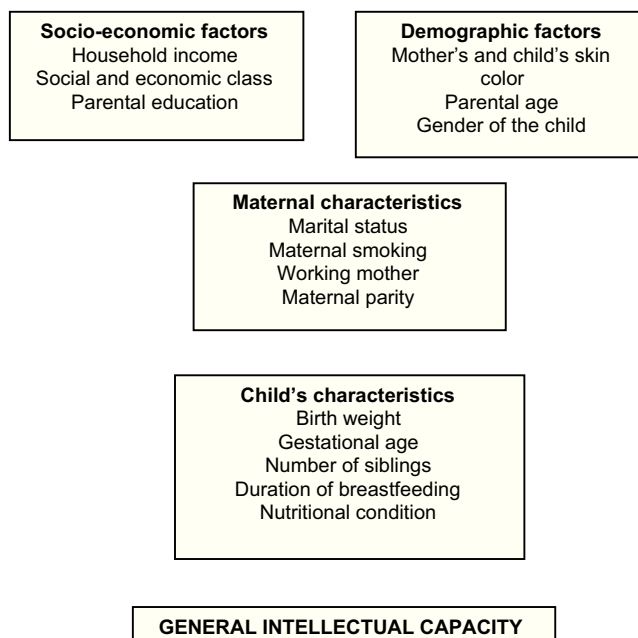 Socio-economic factors
Household income
Social and economic class
Parental education
Demographic factors
Mother’s and child’s skin
color
Parental age
Gender of the child
Maternal characteristics
Marital status
Maternal smoking
Working mother
Maternal parity
Child’s characteristics
Birth weight
Gestational age
Number of siblings
Duration of breastfeeding
Nutritional condition
GENERAL INTELLECTUAL CAPACITY